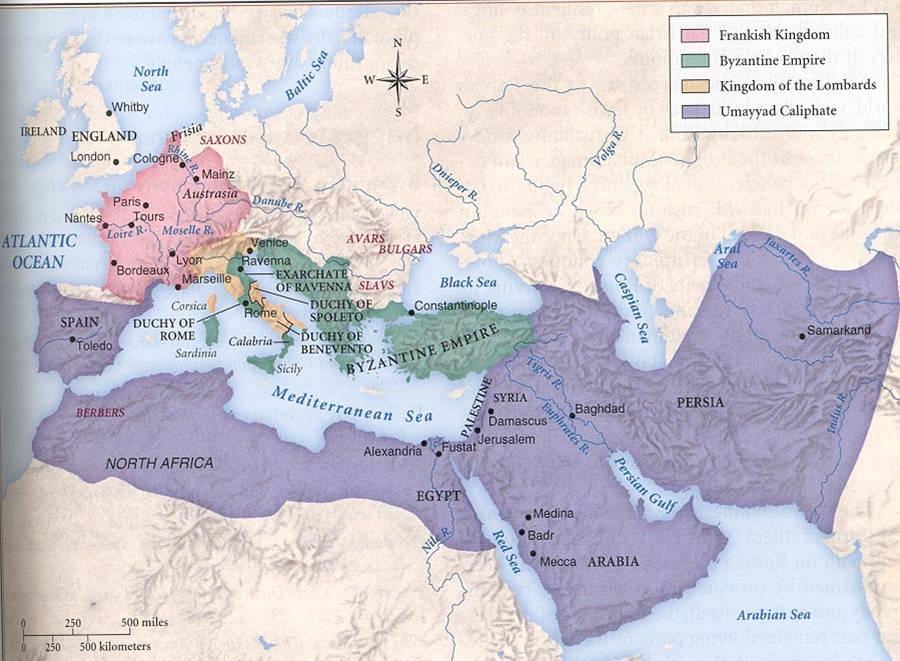 Frankish Kingdom
Byzantine Empire
Kingdom of the Lombards
Umayyad Caliphate
N
W
E
S
North
Sea
Baltic Sea
Whitby
IRELAND
ENGLAND
London
Frisia
SAXONS
Cologne
Rhine R.
Mainz
Austrasia
Paris
Nantes
Tours
Loire R.
Moselle R.
Danube R.
Dnieper R.
Volga R.
ATLANTIC
OCEAN
Lyon
Bordeaux
Marseille
Venice
Ravenna
EXARCHATE
OF RAVENNA
AVARS
BULGARS
SLAVS
Black Sea
Caspian Sea
Aral
Sea
Jaxartes R.
Corsica
Rome
DUCHY OF
SPOLETO
DUCHY OF
ROME
DUCHY OF
BENEVENTO
Constantinople
BYZANTINE EMPIRE
Sardinia
Calabria
Sicily
SPAIN
Toledo
Samarkand
Mediterranean Sea
BERBERS
NORTH AFRICA
Tigris R.
Euphrates R.
PALESTINE
SYRIA
Damascus
Jerusalem
Baghdad
PERSIA
Indus R.
Alexandria
Fustat
EGYPT
Nile R.
Persian Gulf
Red Sea
Medina
Badr
Mecca
ARABIA
Arabian Sea
0 250 500 miles
0 250 500 kilometers